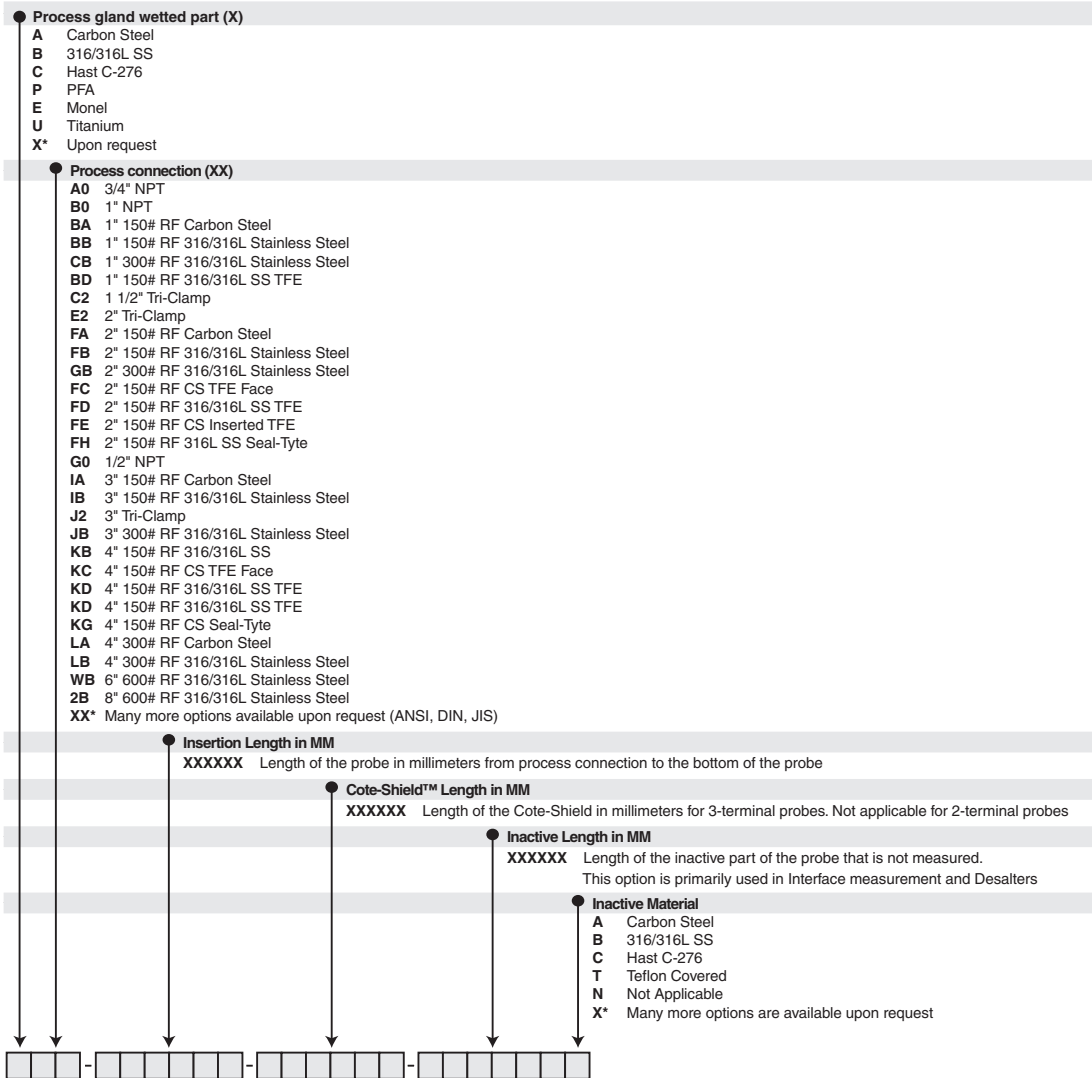 Process gland wetted part (X)
A Carbon Steel
B 316/316L SS
C Hast C-276
P PFA
E Monel
U Titanium
X* Upon request
Process connection (XX)
A0 3/4" NPT
B0 1" NPT
BA 1" 150# RF Carbon Steel
BB 1" 150# RF 316/316L Stainless Steel
CB 1" 300# RF 316/316L Stainless Steel
BD 1" 150# RF 316/316L SS TFE
C2 1 1/2" Tri-Clamp
E2 2" Tri-Clamp
FA 2" 150# RF Carbon Steel
FB 2" 150# RF 316/316L Stainless Steel
GB 2" 300# RF 316/316L Stainless Steel
FC 2" 150# RF CS TFE Face
FD 2" 150# RF 316/316L SS TFE
FE 2" 150# RF CS Inserted TFE
FH 2" 150# RF 316L SS Seal-Tyte
G0 1/2" NPT
IA 3" 150# RF Carbon Steel
IB 3" 150# RF 316/316L Stainless Steel
J2 3" Tri-Clamp
JB 3" 300# RF 316/316L Stainless Steel
KB 4" 150# RF 316/316L SS
KC 4" 150# RF CS TFE Face
KD 4" 150# RF 316/316L SS TFE
KD 4" 150# RF 316/316L SS TFE
KG 4" 150# RF CS Seal-Tyte
LA 4" 300# RF Carbon Steel
LB 4" 300# RF 316/316L Stainless Steel
WB 6" 600# RF 316/316L Stainless Steel
2B 8" 600# RF 316/316L Stainless Steel
XX* Many more options available upon request (ANSI, DIN, JIS)
Insertion Length in MM
XXXXXX Length of the probe in millimeters from process connection to the bottom of the probe
Cote-Shield™ Length in MM
XXXXXX Length of the Cote-Shield in millimeters for 3-terminal probes. Not applicable for 2-terminal probes
Inactive Length in MM
XXXXXX Length of the inactive part of the probe that is not measured.
This option is primarily used in Interface measurement and Desalters
Inactive Material
A Carbon Steel
B 316/316L SS
C Hast C-276
T Teflon Covered
N Not Applicable
X* Many more options are available upon request
- - -